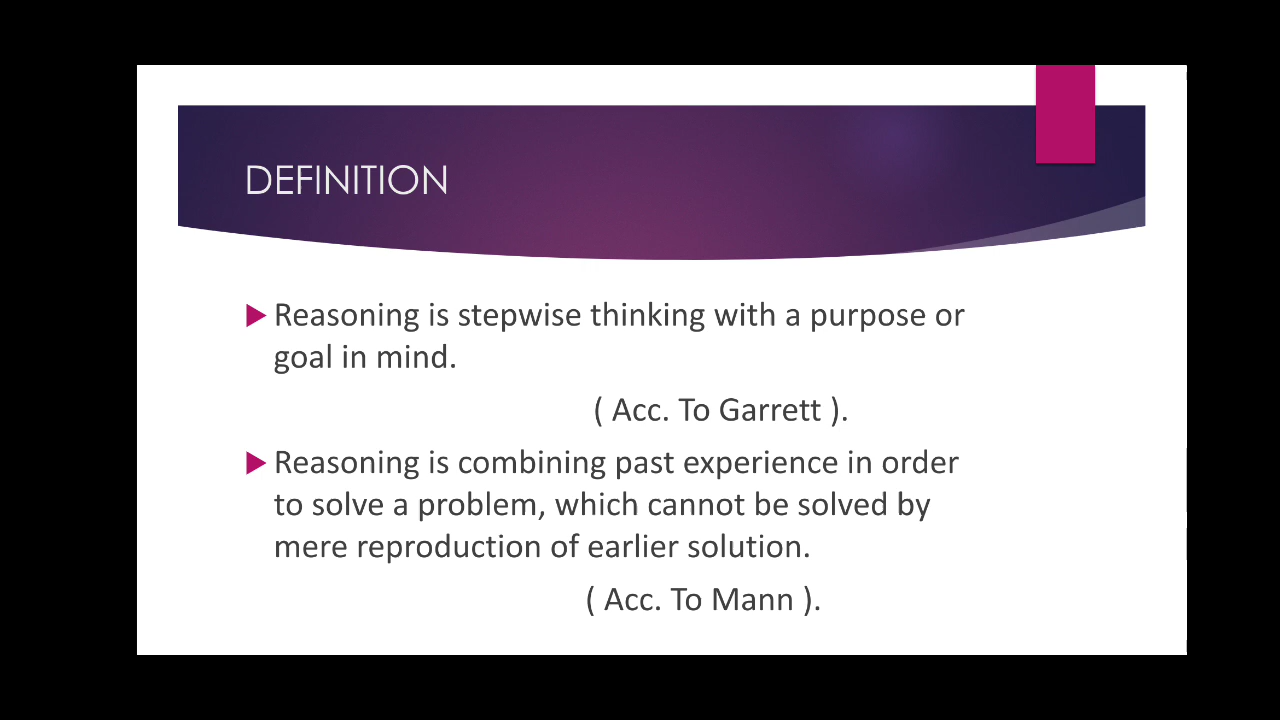 DEFINITION
Reasoning is stepwise thinking with a purpose or
goal in mind.
( Acc. To Garrett ).
Reasoning is combining past experience in order
to solve a problem, which cannot be solved by
mere reproduction of earlier solution.
( Acc. To Mann ).